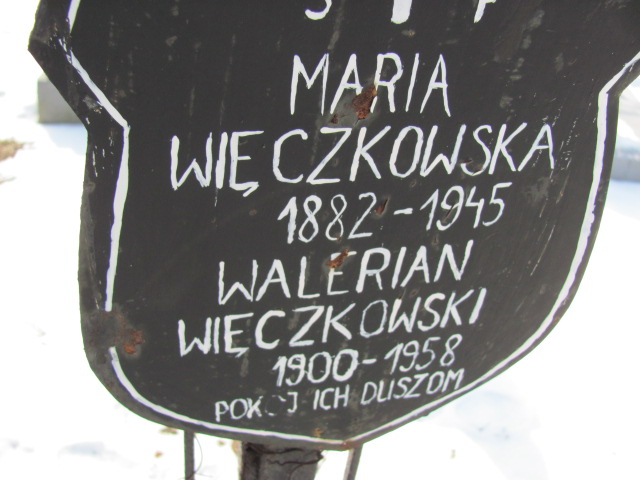 MARIA
WIĘCZKOWSKA
1882-1945
WALERIAN
WIĘCZKOWSKI
1900-1958
POKÓJ ICH DUSZOM